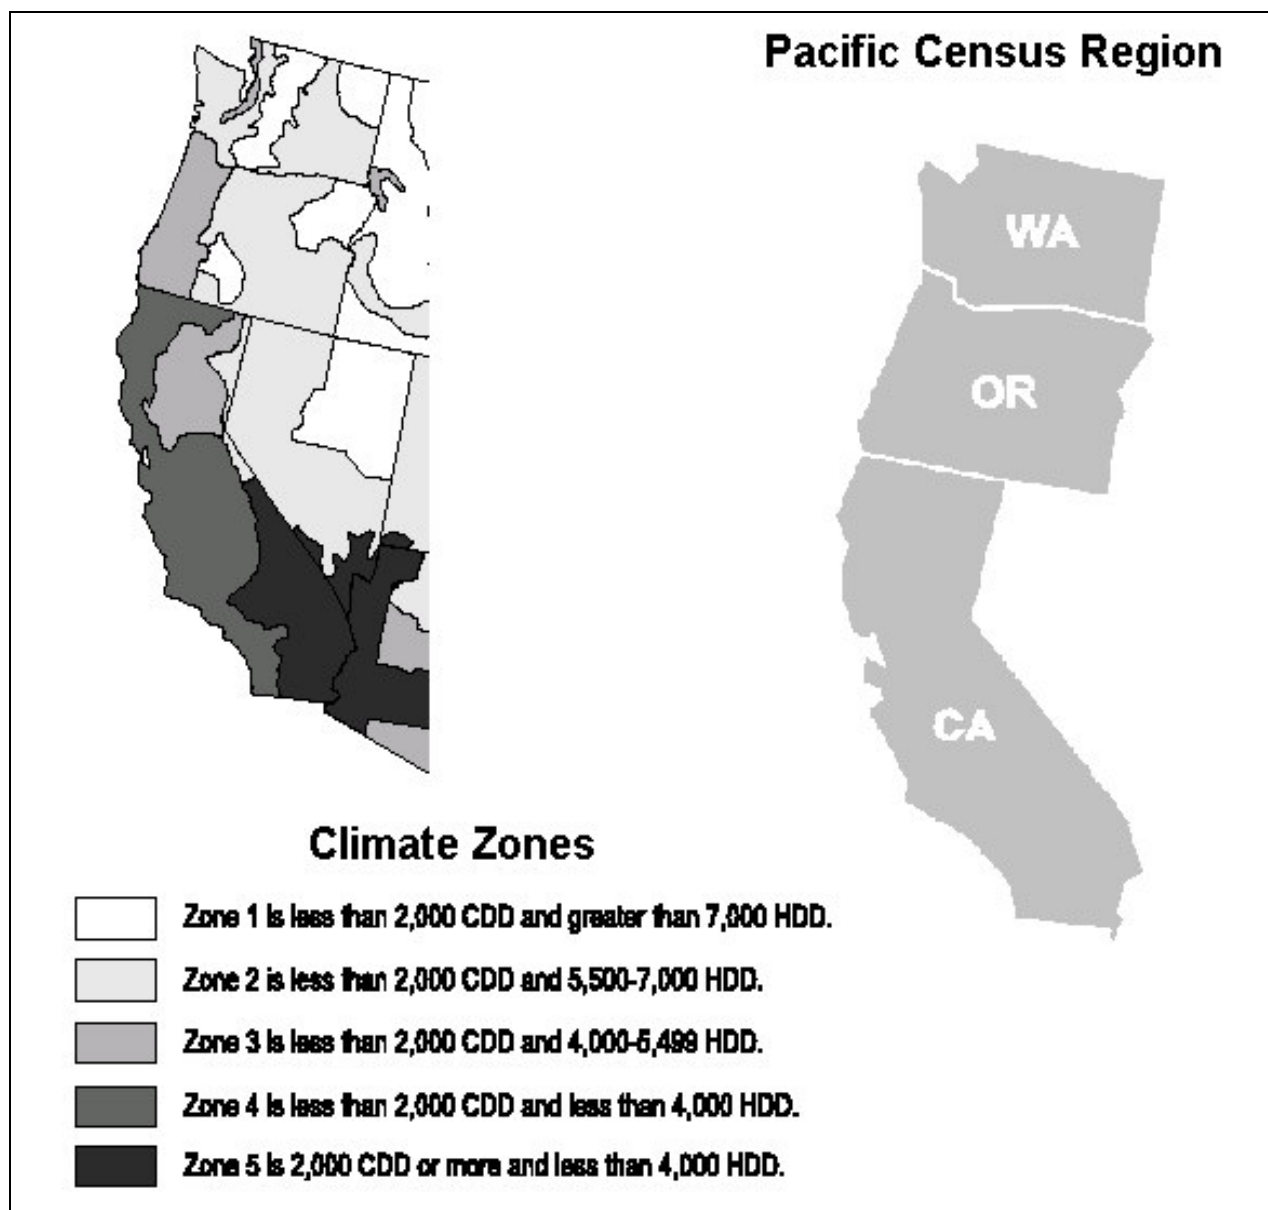 Pacific Census Region
WA
OR
CA
Climate Zones
Zone 1 is less than 2,000 CDD and greater than 7,000 HDD.
Zone 2 is less than 2,000 CDD and 5,500-7,000 HDD.
Zone 3 is less than 2,000 CDD and 4,000-5,499 HDD.
Zone 4 is less than 2,000 CDD and less than 4,000 HDD.
Zone 5 is 2,000 CDD or more and less than 4,000 HDD.